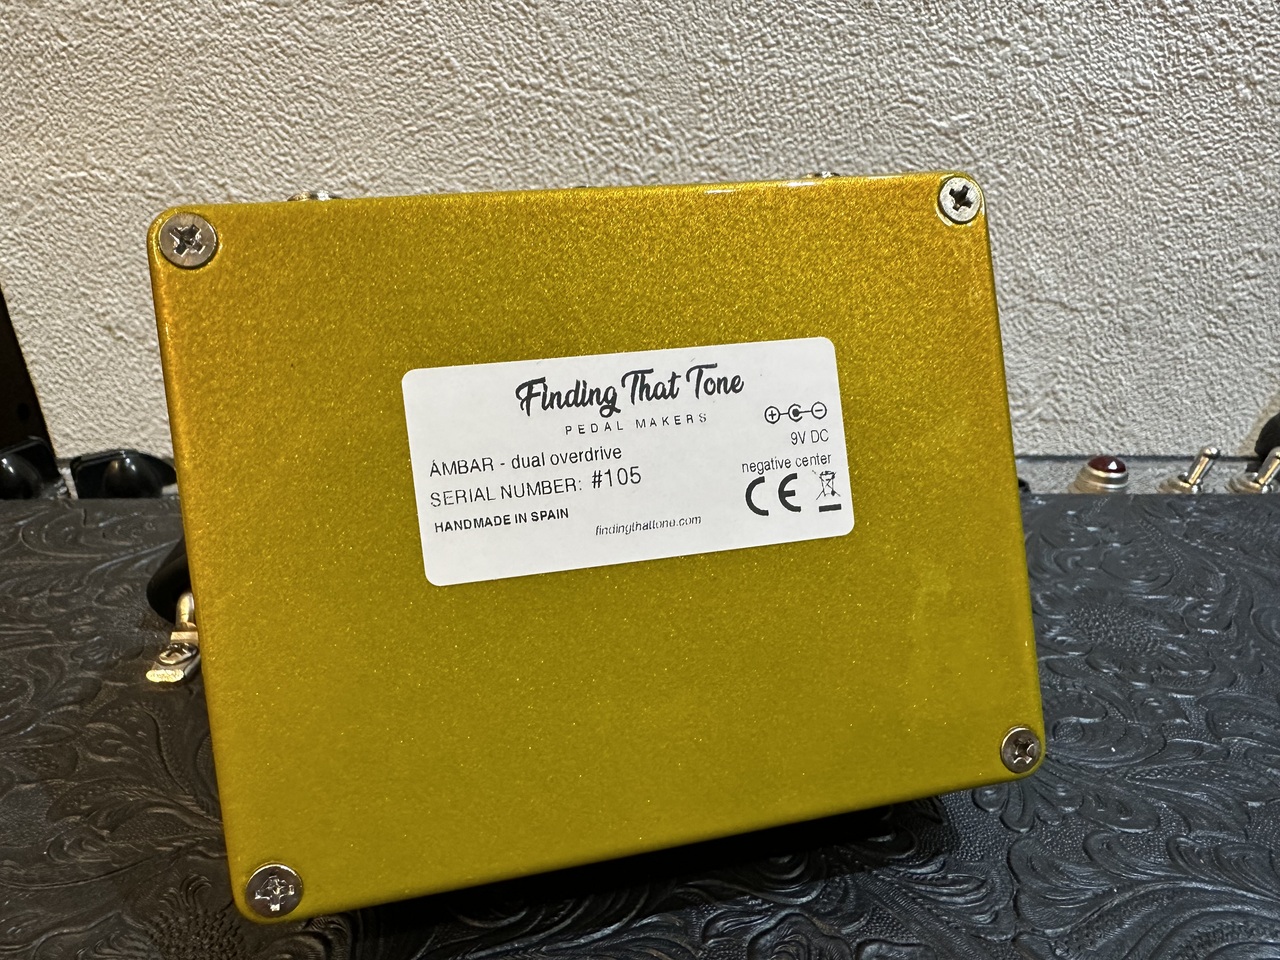 Finding That Tone
PEDAL MAKERS
ÁMBAR - dual overdrive
SERIAL NUMBER: #105
HANDMADE IN SPAIN
findingthattone.com
9V DC
negative center
CE